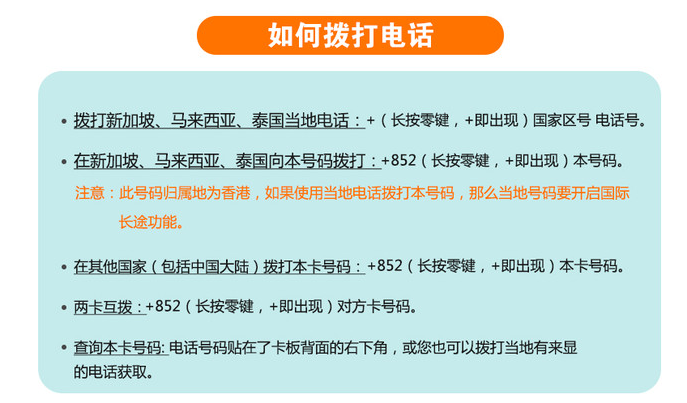 如何拨打电话
• 拨打新加坡、马来西亚、泰国当地电话：+（长按零键，+即出现）国家区号 电话号。
• 在新加坡、马来西亚、泰国向本号码拨打：+852（长按零键，+即出现）本号码。
注意：此号码归属地为香港，如果使用当地电话拨打本号码，那么当地号码要开启国际
长途功能。
• 在其他国家（包括中国大陆）拨打本卡号码：+852（长按零键，+即出现）本卡号码。
• 两卡互拨：+852（长按零键，+即出现）对方卡号码。
• 查询本卡号码: 电话号码贴在了卡板背面的右下角，或您也可以拨打当地有来显
的电话获取。